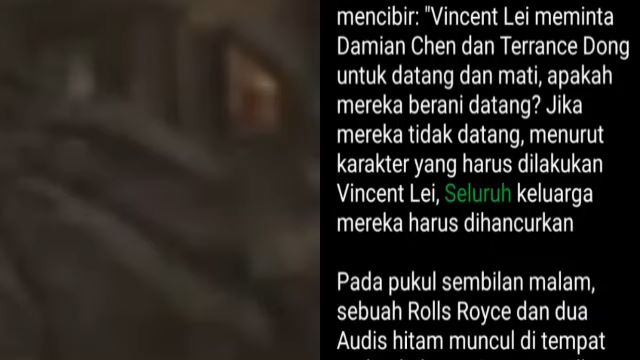 mencibir: "Vincent Lei meminta
Damian Chen dan Terrance Dong
untuk datang dan mati, apakah
mereka berani datang? Jika
mereka tidak datang, menurut
karakter yang harus dilakukan
Vincent Lei, Seluruh keluarga
mereka harus dihancurkan
Pada pukul sembilan malam,
sebuah Rolls Royce dan dua
Audis hitam muncul di tempat